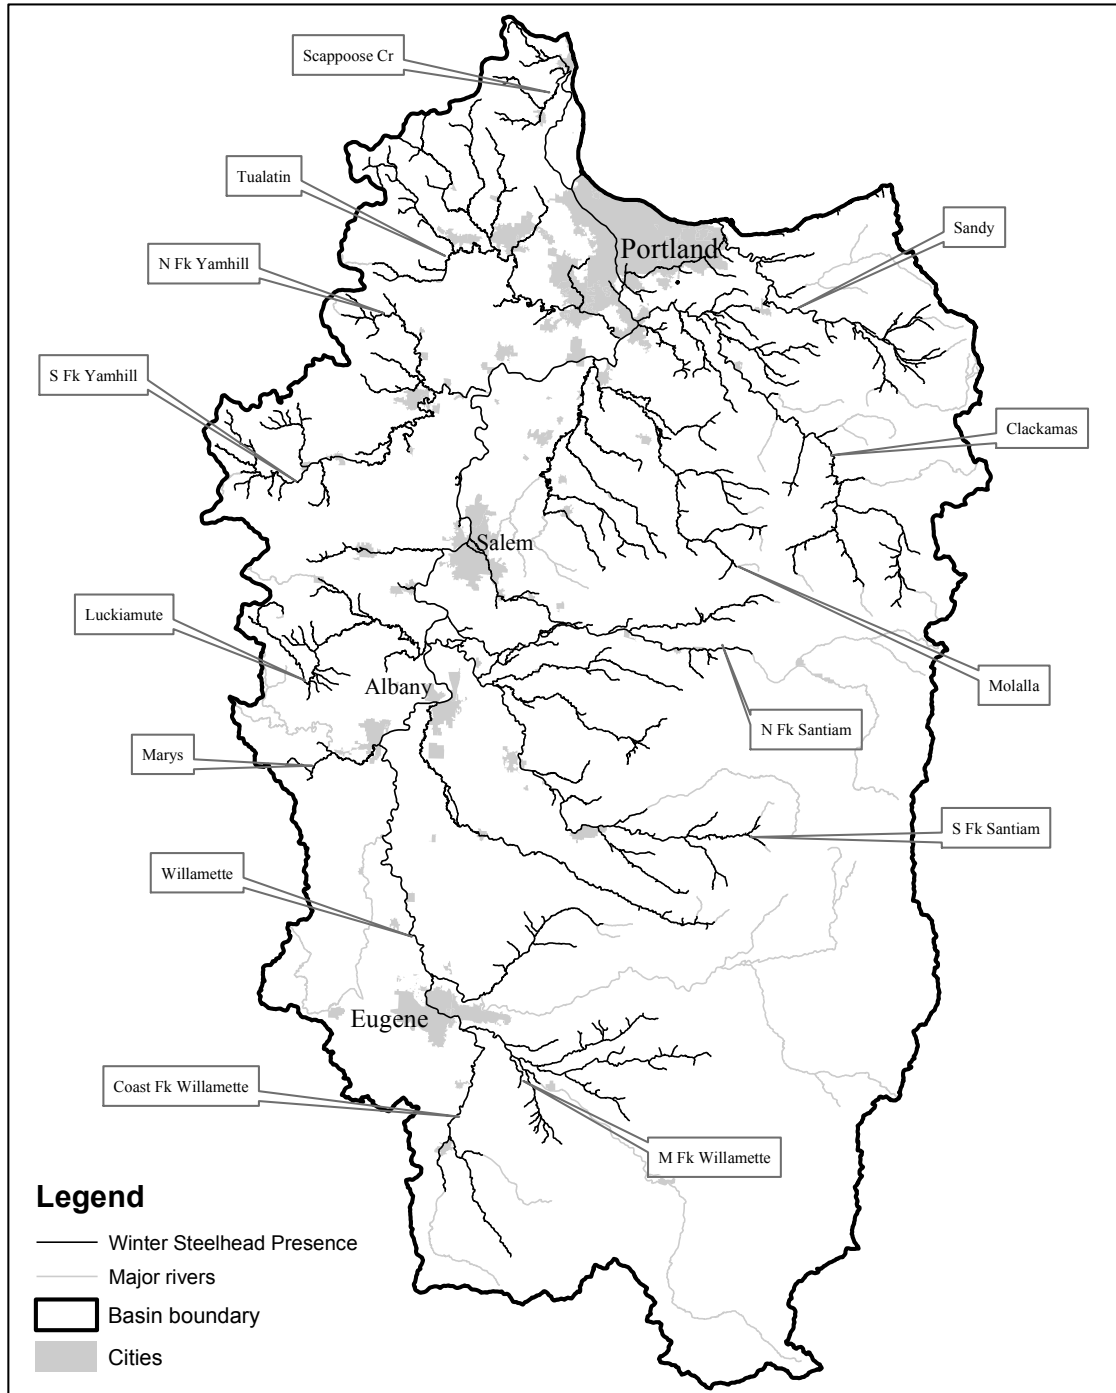 Scappoose Cr
Tualatin
N Fk Yamhill
Portland
Sandy
S Fk Yamhill
Clackamas
Salem
Luckiamute
Albany
Molalla
N Fk Santiam
Marys
S Fk Santiam
Willamette
Eugene
Coast Fk Willamette
M Fk Willamette
Legend
Winter Steelhead Presence
Major rivers
Basin boundary
Cities